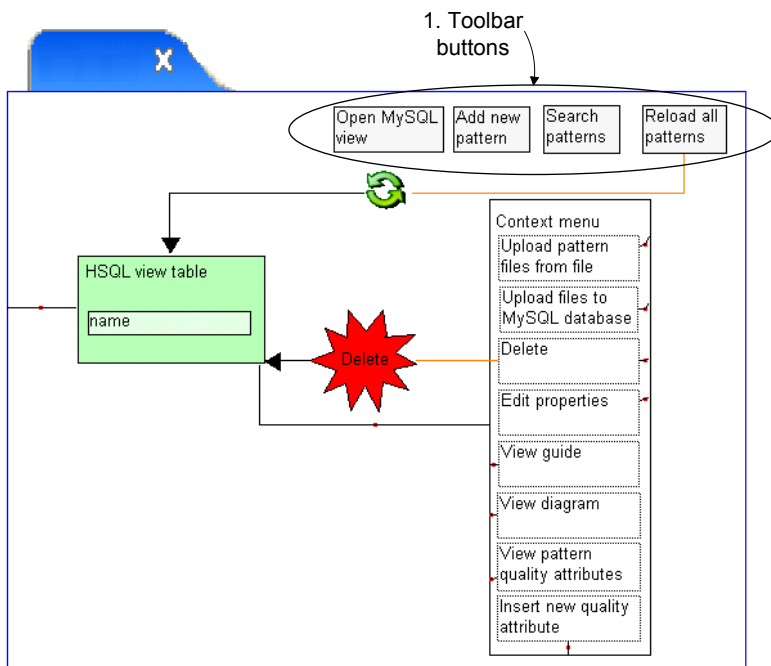 1. Toolbar
buttons
X
Open MySQL
view
Add new
pattern
Search
patterns
Reload all
patterns
HSQL view table
name
Delete
Context menu
Upload pattern
files from file
Upload files to
MySQL database
Delete
Edit properties
View guide
View diagram
View pattern
quality attributes
Insert new quality
attribute